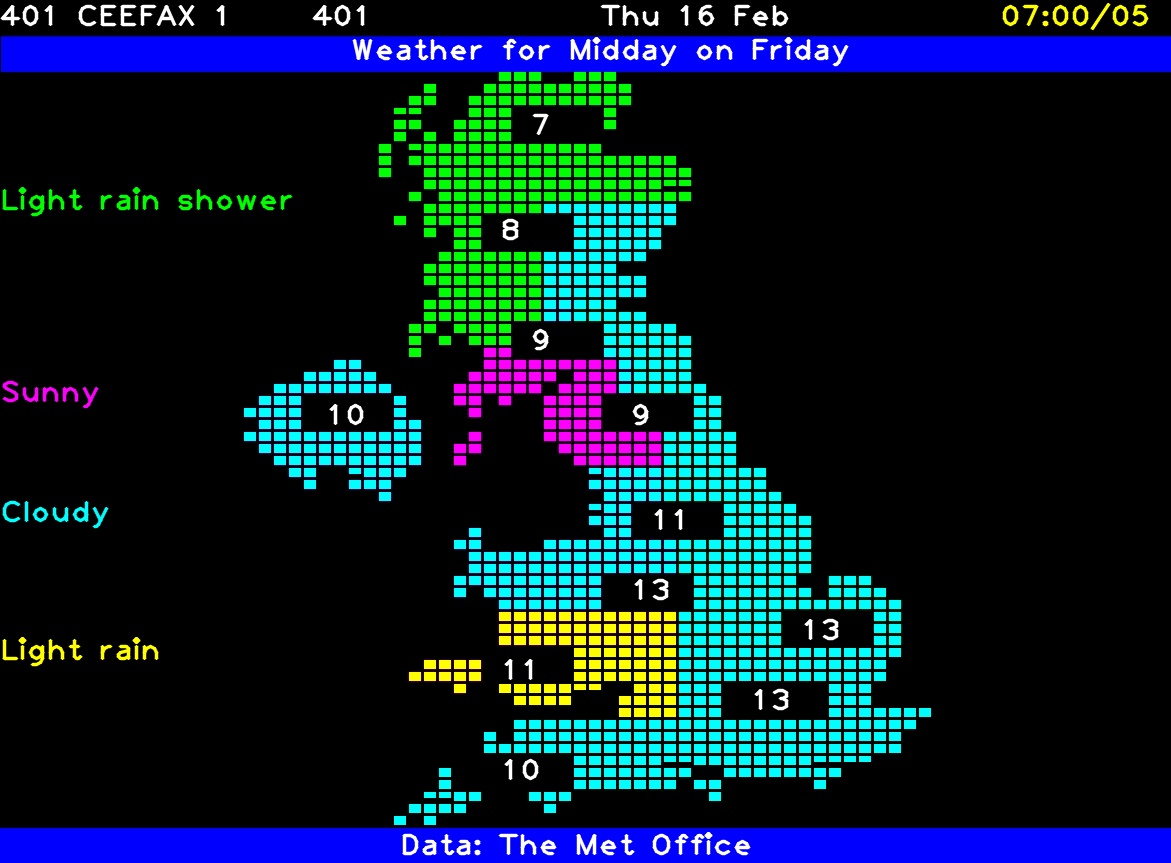 401 CEEFAX 1 401 Thu 16 Feb 07:00/05
Weather for Midday on Friday
7
Light rain shower
8
9
Sunny
10 9
Cloudy
11
13
13
Light rain
11
13
10
Data: The Met Office